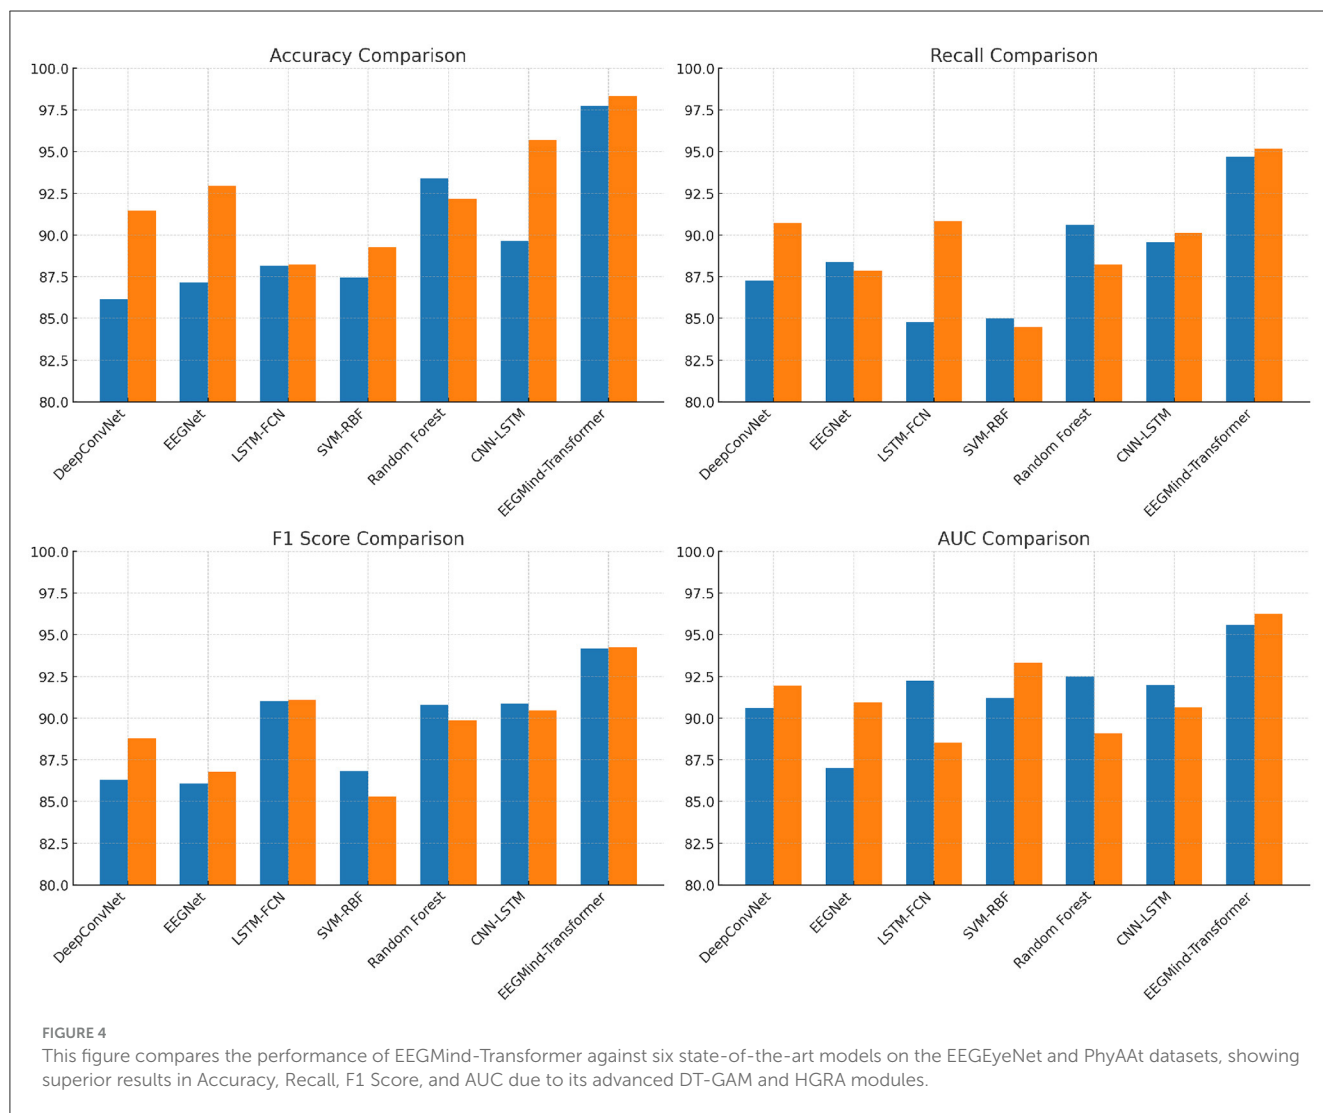 Accuracy Comparison
100.0
97.5
95.0
92.5
90.0
87.5
85.0
82.5
80.0
DeepConvNet
EEGNet
LSTM-FCN
SVM-RBF
Random Forest
CNN-LSTM
EEGMind-Transformer
Recall Comparison
100.0
97.5
95.0
92.5
90.0
87.5
85.0
82.5
80.0
DeepConvNet
EEGNet
LSTM-FCN
SVM-RBF
Random Forest
CNN-LSTM
EEGMind-Transformer
F1 Score Comparison
100.0
97.5
95.0
92.5
90.0
87.5
85.0
82.5
80.0
DeepConvNet
EEGNet
LSTM-FCN
SVM-RBF
Random Forest
CNN-LSTM
EEGMind-Transformer
AUC Comparison
100.0
97.5
95.0
92.5
90.0
87.5
85.0
82.5
80.0
DeepConvNet
EEGNet
LSTM-FCN
SVM-RBF
Random Forest
CNN-LSTM
EEGMind-Transformer
FIGURE 4
This figure compares the performance of EEGMind-Transformer against six state-of-the-art models on the EEGEyeNet and PhyAAt datasets, showing
superior results in Accuracy, Recall, F1 Score, and AUC due to its advanced DT-GAM and HGRA modules.